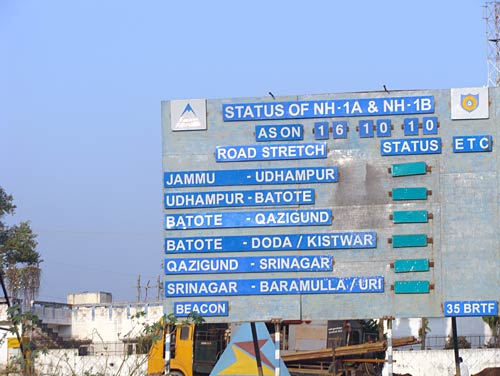 STATUS OF NH-1A & NH-1B
AS ON 16 10 10
ROAD STRETCH STATUS ETC
JAMMU - UDHAMPUR
UDHAMPUR - BATOTE
BATOTE - QAZIGUND
BATOTE - DODA / KISTWAR
QAZIGUND - SRINAGAR
SRINAGAR - BARAMULLA / URI
BEACON 35 BRTF